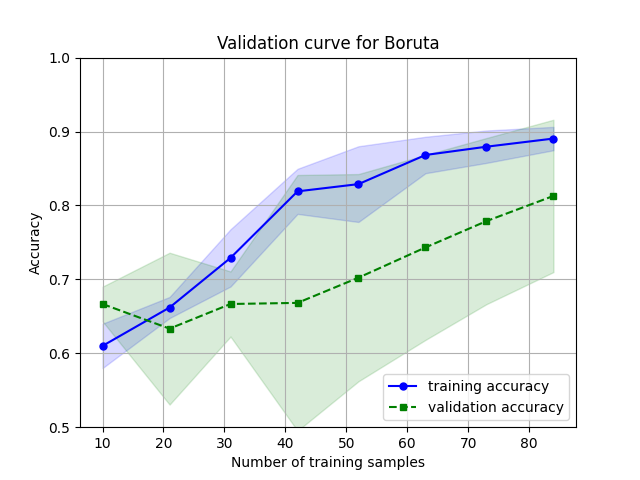 Validation curve for Boruta
1.0
0.9
0.8
0.7
0.6
0.5
Accuracy
10 20 30 40 50 60 70 80
Number of training samples
training accuracy
validation accuracy